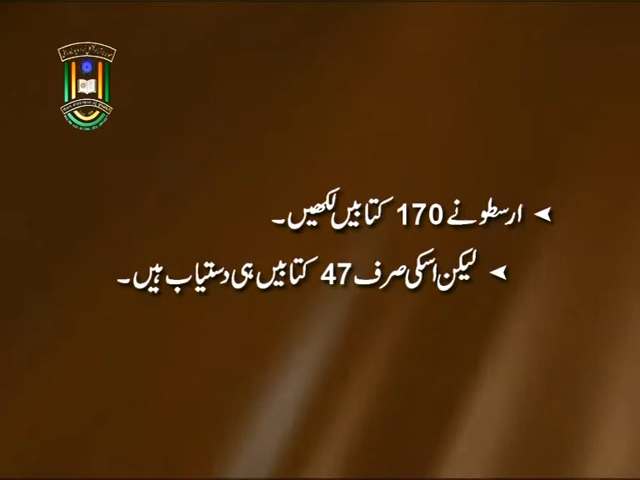 ارسطو نے 170 کتابیں لکھیں۔
لیکن اسکی صرف 47 کتابیں ہی دستیاب ہیں۔